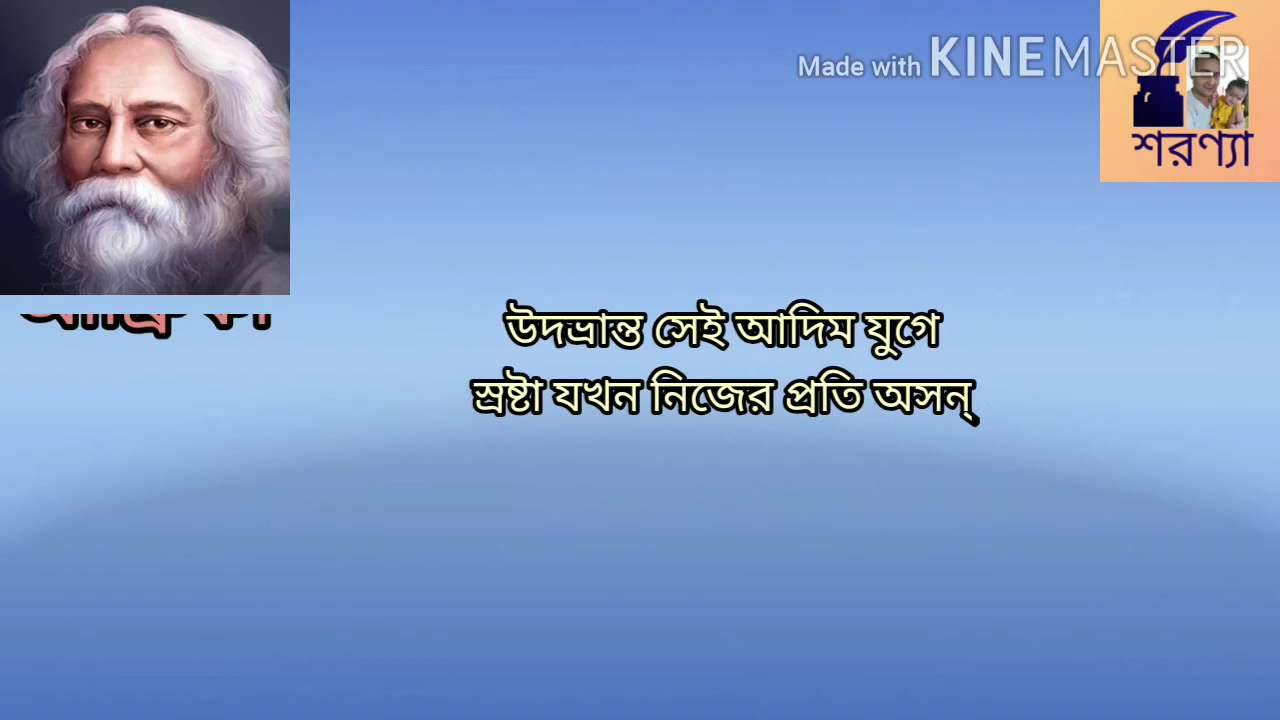 Made with KINEMASTER
শরণ্যা
উদভ্রান্ত সেই আদিম যুগে
স্রষ্টা যখন নিজের প্রতি অসন্